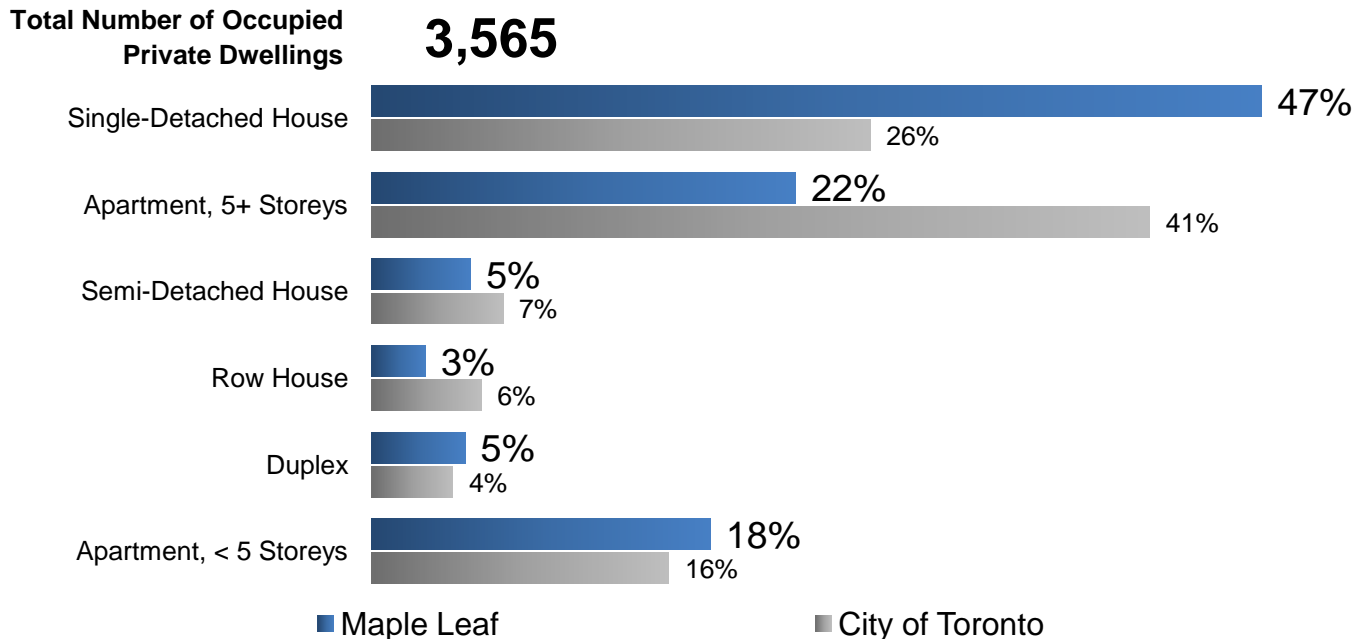 Total Number of Occupied
Private Dwellings
3,565
Single-Detached House
47%
26%
Apartment, 5+ Storeys
22%
41%
Semi-Detached House
5%
7%
Row House
3%
6%
Duplex
5%
4%
Apartment, < 5 Storeys
18%
16%
Maple Leaf
City of Toronto